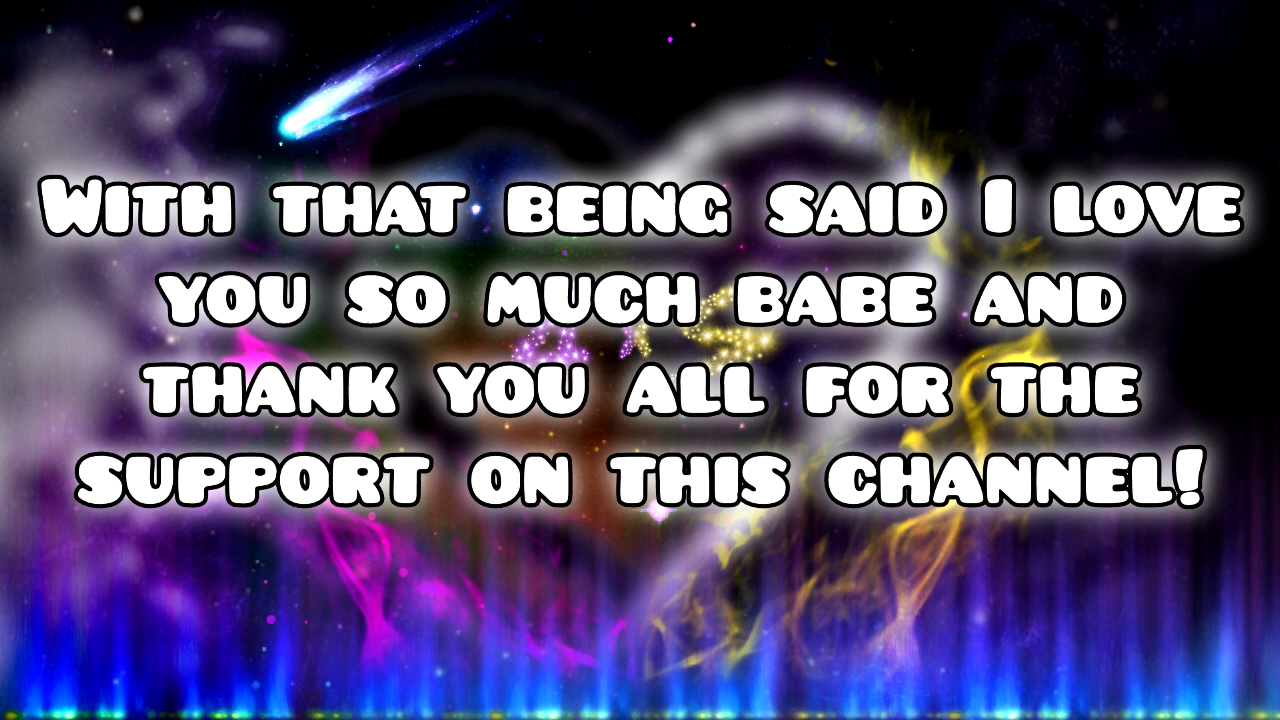 With that being said I love
you so much babe and
thank you all for the
support on this channel!